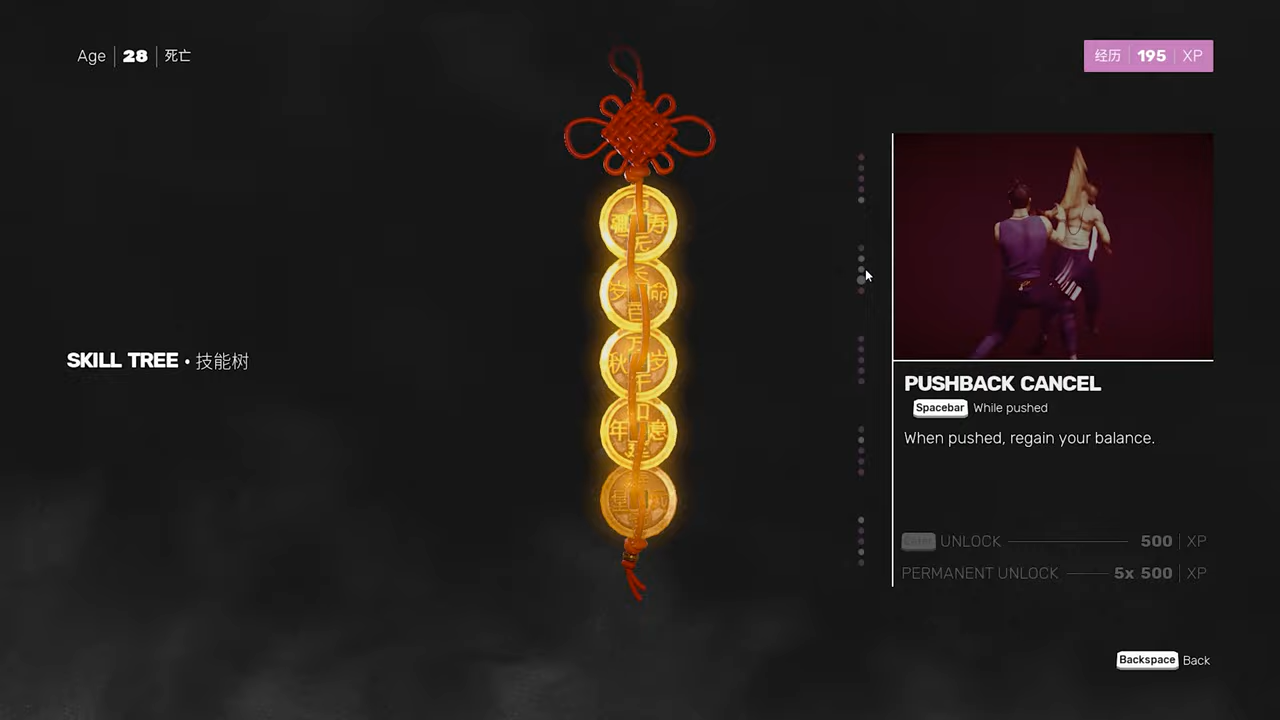 Age 28 死亡
经历 195 XP
SKILL TREE • 技能树
PUSHBACK CANCEL
Spacebar While pushed
When pushed, regain your balance.
Enter UNLOCK 500 XP
PERMANENT UNLOCK 5x 500 XP
Backspace Back